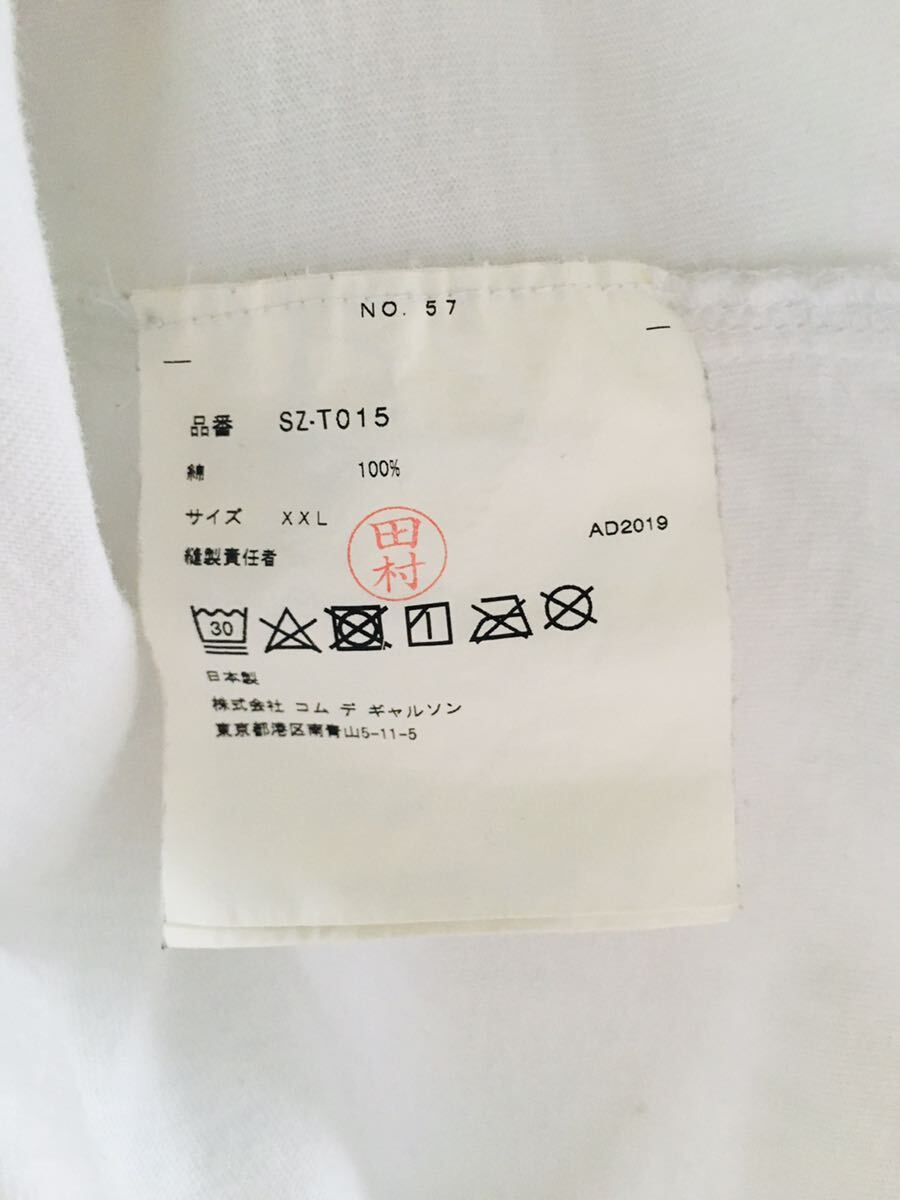 NO. 57
品番 SZ-T015
綿 100%
サイズ XXL
AD2019
縫製責任者 田村
30
日本製
株式会社 コム デ ギャルソン
東京都港区南青山5-11-5